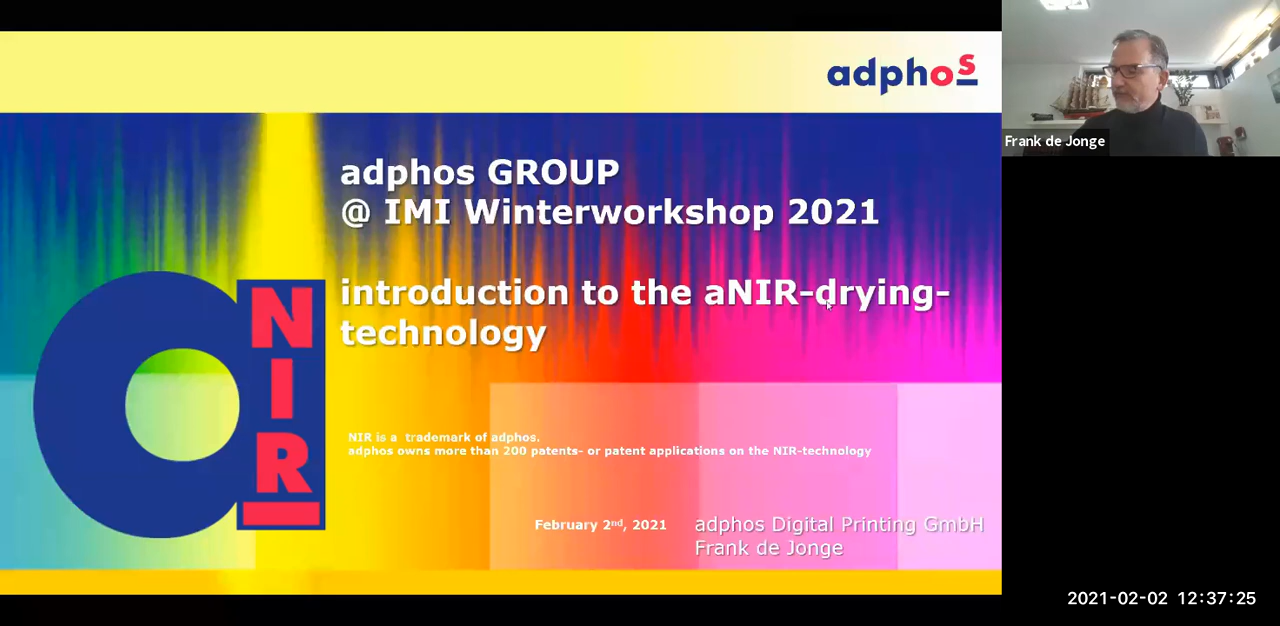 adphos
Frank de Jonge
adphos GROUP
@ IMI Winterworkshop 2021
introduction to the aNIR-drying-
technology
a
NIR
NIR is a  trademark of adphos.
adphos owns more than 200 patents- or patent applications on the NIR-technology
February 2nd, 2021
adphos Digital Printing GmbH
Frank de Jonge
2021-02-02 12:37:25